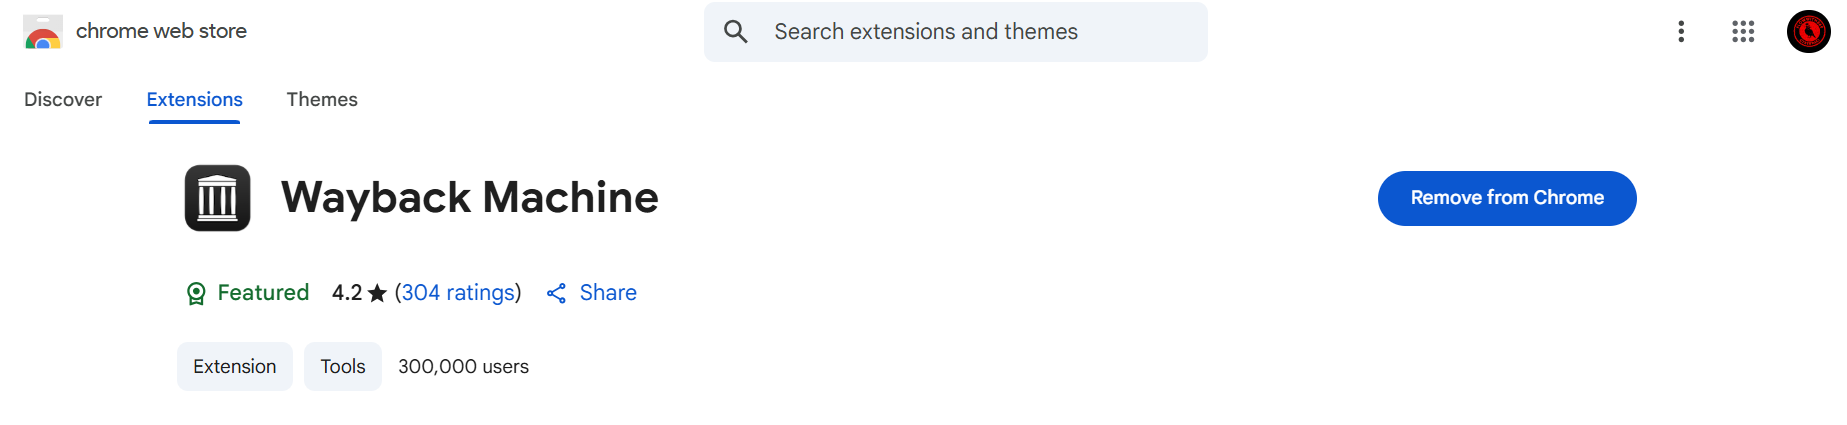 chrome web store
Search extensions and themes
Discover Extensions Themes
Wayback Machine
Remove from Chrome
Featured 4.2★ (304 ratings) Share
Extension Tools 300,000 users